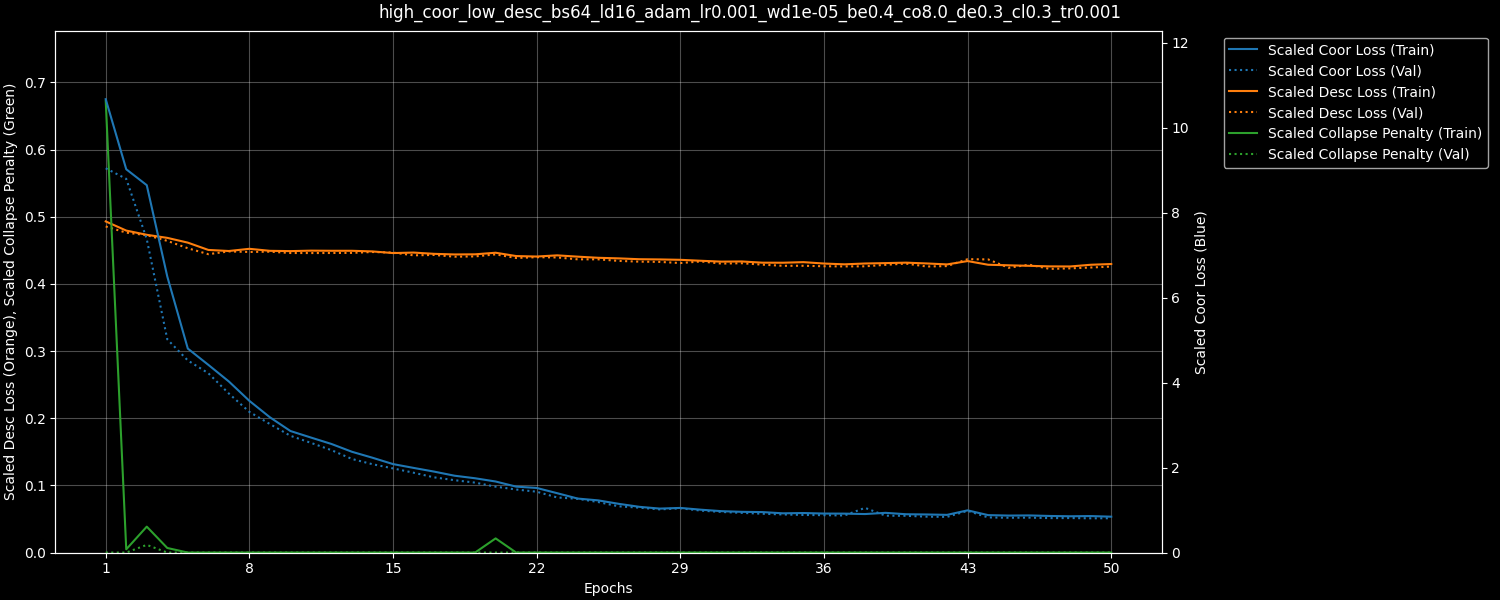 high_coor_low_desc_bs64_ld16_adam_lr0.001_wd1e-05_be0.4_co8.0_de0.3_cl0.3_tr0.001
Scaled Desc Loss (Orange), Scaled Collapse Penalty (Green)
0.7
0.6
0.5
0.4
0.3
0.2
0.1
0.0
1
8
15
22
29
36
43
50
Epochs
12
10
8
6
4
2
0
Scaled Coor Loss (Blue)
Scaled Coor Loss (Train)
Scaled Coor Loss (Val)
Scaled Desc Loss (Train)
Scaled Desc Loss (Val)
Scaled Collapse Penalty (Train)
Scaled Collapse Penalty (Val)